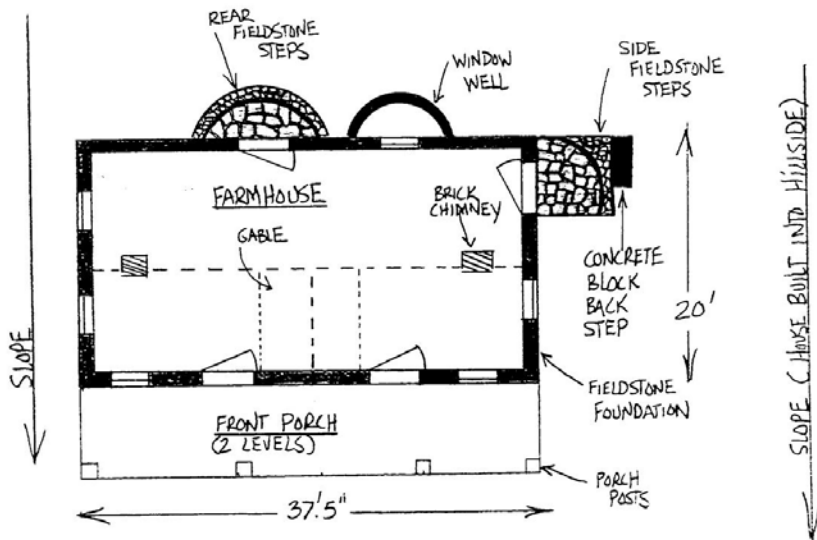 REAR
FIELDSTONE
STEPS
WINDOW
WELL
SIDE
FIELDSTONE
STEPS
FARMHOUSE
BRICK
CHIMNEY
GABLE
CONCRETE
BLOCK
BACK
STEP
20'
SLOPE
SLOPE (HOUSE BUILT INTO HILLSIDE)
FIELDSTONE
FOUNDATION
FRONT PORCH
(2 LEVELS)
PORCH
POSTS
37'.5"